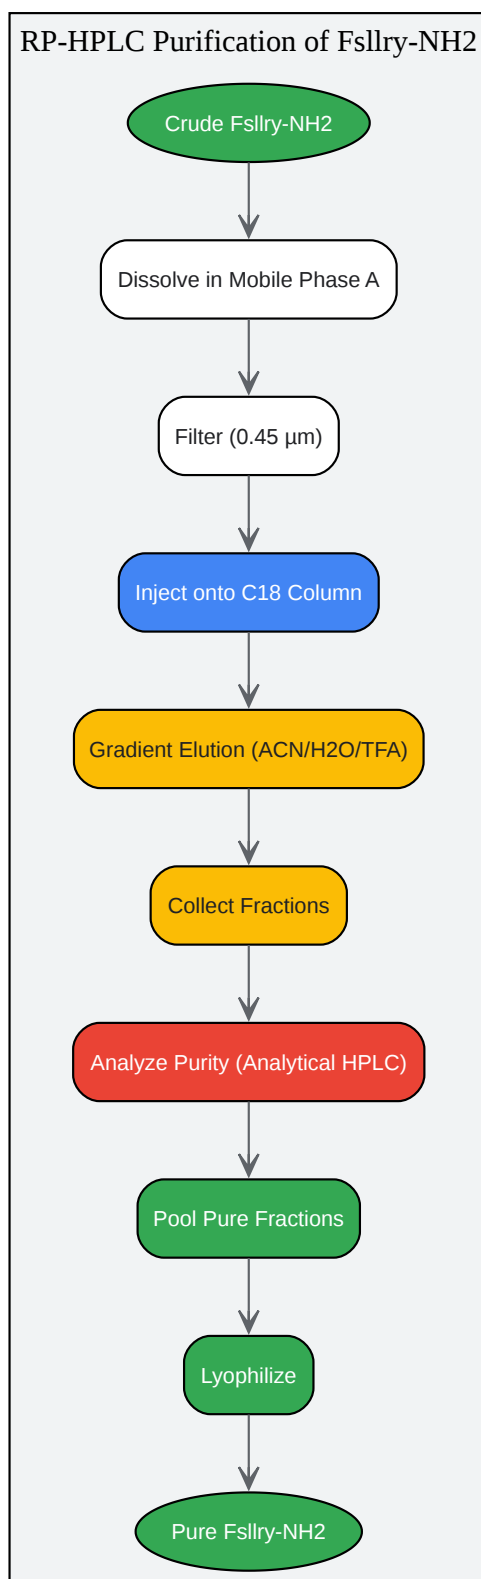 RP-HPLC Purification of Fsllry-NH2
Crude Fsllry-NH2
Dissolve in Mobile Phase A
Filter (0.45 µm)
Inject onto C18 Column
Gradient Elution (ACN/H2O/TFA)
Collect Fractions
Analyze Purity (Analytical HPLC)
Pool Pure Fractions
Lyophilize
Pure Fsllry-NH2